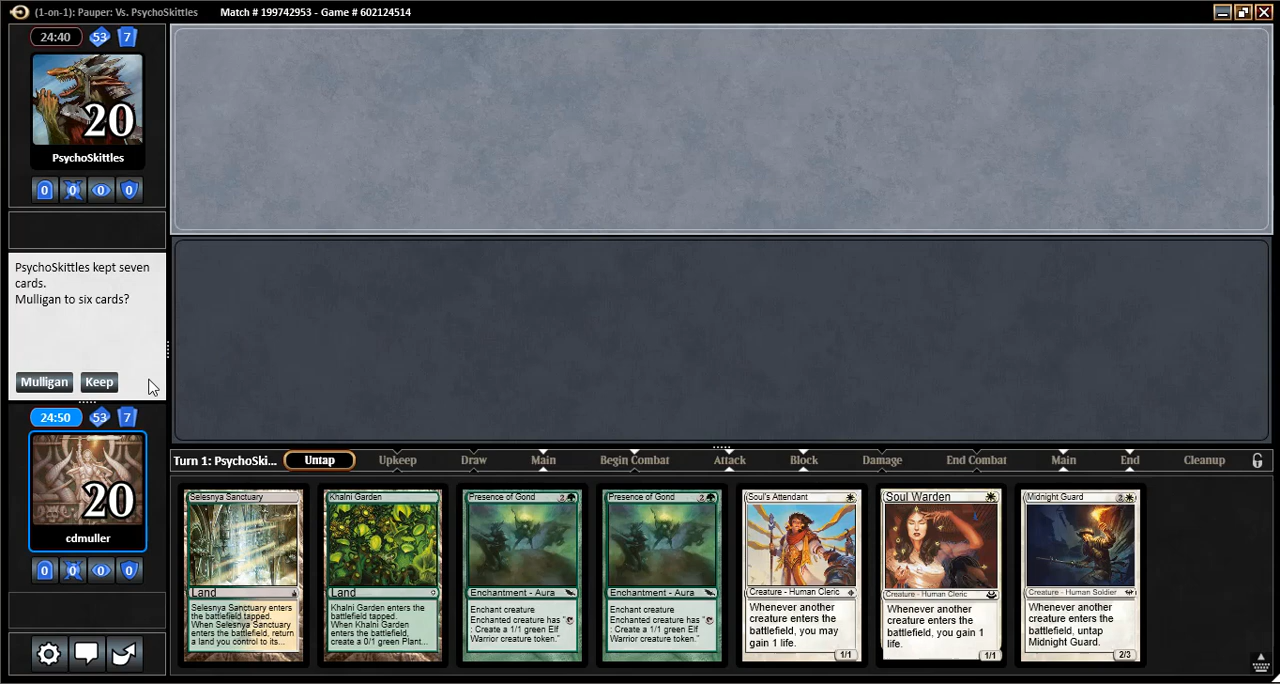 (1-on-1): Pauper: Vs. PsychoSkittles
Match # 199742953 - Game # 602124514
24:40
53
7
20
PsychoSkittles
0
0
0
0
PsychoSkittles kept seven
cards.
Mulligan to six cards?
Mulligan
Keep
24:50
53
7
20
cdmuller
0
0
0
0
Turn 1: PsychoSki...
Untap
Upkeep
Draw
Main
Begin Combat
Attack
Block
Damage
End Combat
Main
End
Cleanup
Selesnya Sanctuary
Land
Selesnya Sanctuary enters
the battlefield tapped.
When Selesnya Sanctuary
enters the battlefield, return
a land you control to its...
Khalni Garden
Land
Khalni Garden enters the
battlefield tapped.
When Khalni Garden
enters the battlefield,
create a 0/1 green Plant...
Presence of Gond
2
Enchantment - Aura
Enchant creature
Enchanted creature has "
: Create a 1/1 green Elf
Warrior creature token."
Presence of Gond
2
Enchantment - Aura
Enchant creature
Enchanted creature has "
: Create a 1/1 green Elf
Warrior creature token."
Soul's Attendant
Creature - Human Cleric
Whenever another
creature enters the
battlefield, you may
gain 1 life.
1/1
Soul Warden
Creature - Human Cleric
Whenever another
creature enters the
battlefield, you gain 1
life.
1/1
Midnight Guard
2
Creature - Human Soldier
Whenever another
creature enters the
battlefield, untap
Midnight Guard.
2/3